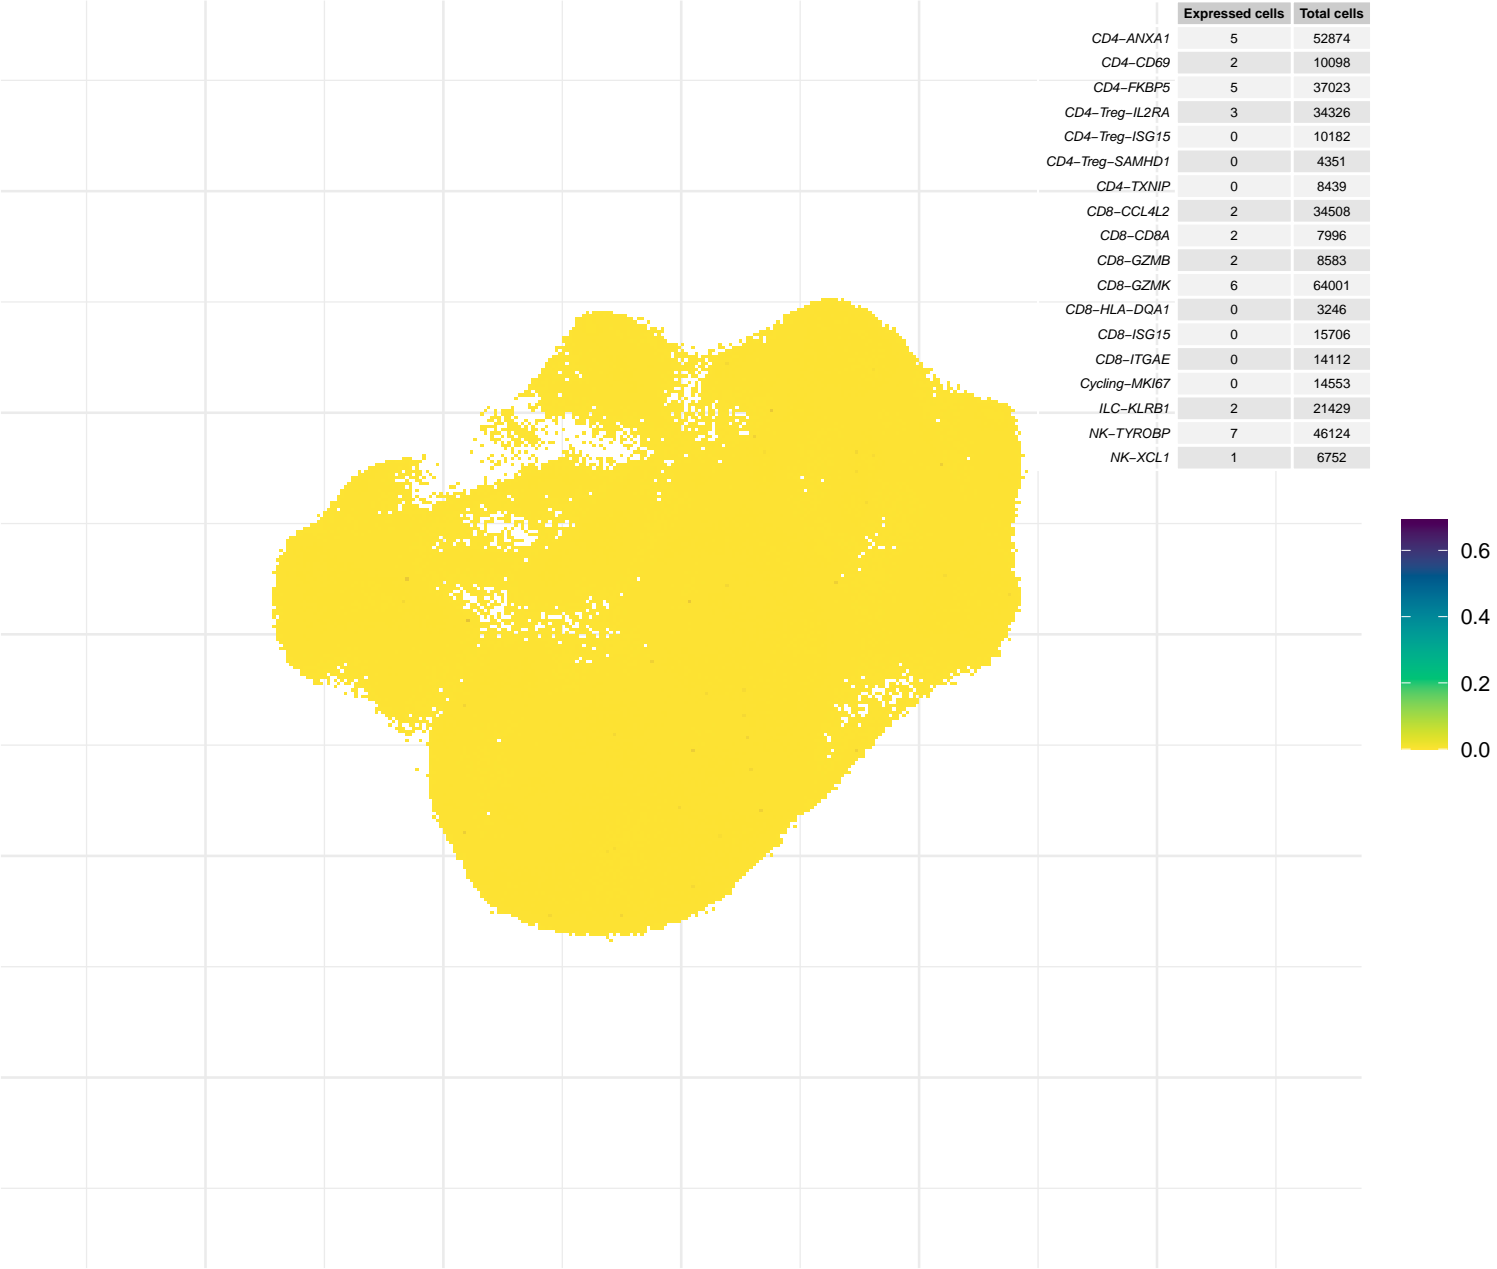 Expressed cells Total cells
CD4−ANXA1 5 52874
CD4−CD69 2 10098
CD4−FKBP5 5 37023
CD4−Treg−IL2RA 3 34326
CD4−Treg−ISG15 0 10182
CD4−Treg−SAMHD1 0 4351
CD4−TXNIP 0 8439
CD8−CCL4L2 2 34508
CD8−CD8A 2 7996
CD8−GZMB 2 8583
CD8−GZMK 6 64001
CD8−HLA−DQA1 0 3246
CD8−ISG15 0 15706
CD8−ITGAE 0 14112
Cycling−MKI67 0 14553
ILC−KLRB1 2 21429
NK−TYROBP 7 46124
NK−XCL1 1 6752
0.6
0.4
0.2
0.0